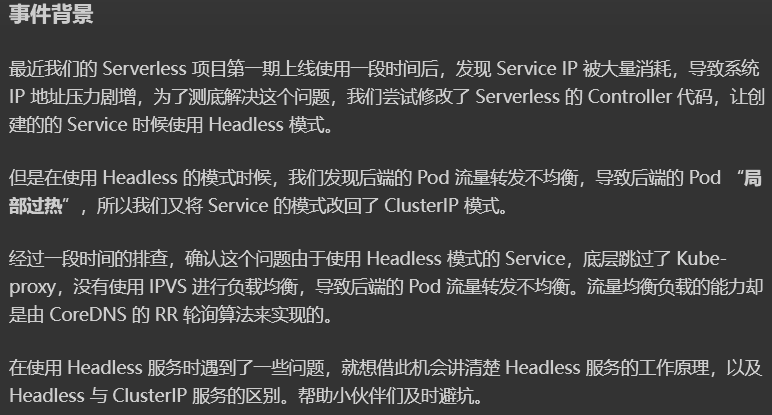 事件背景
最近我们的 Serverless 项目第一期上线使用一段时间后，发现 Service IP 被大量消耗，导致系统
IP 地址压力剧增，为了测底解决这个问题，我们尝试修改了 Serverless 的 Controller 代码，让创
建的的 Service 时候使用 Headless 模式。
但是在使用 Headless 的模式时候，我们发现后端的 Pod 流量转发不均衡，导致后端的 Pod “局
部过热”，所以我们又将 Service 的模式改回了 ClusterIP 模式。
经过一段时间的排查，确认这个问题由于使用 Headless 模式的 Service，底层跳过了 Kube-
proxy，没有使用 IPVS 进行负载均衡，导致后端的 Pod 流量转发不均衡。流量均衡负载的能力却
是由 CoreDNS 的 RR 轮询算法来实现的。
在使用 Headless 服务时遇到了一些问题，就想借此机会讲清楚 Headless 服务的工作原理，以及
Headless 与 ClusterIP 服务的区别。帮助小伙伴们及时避坑。